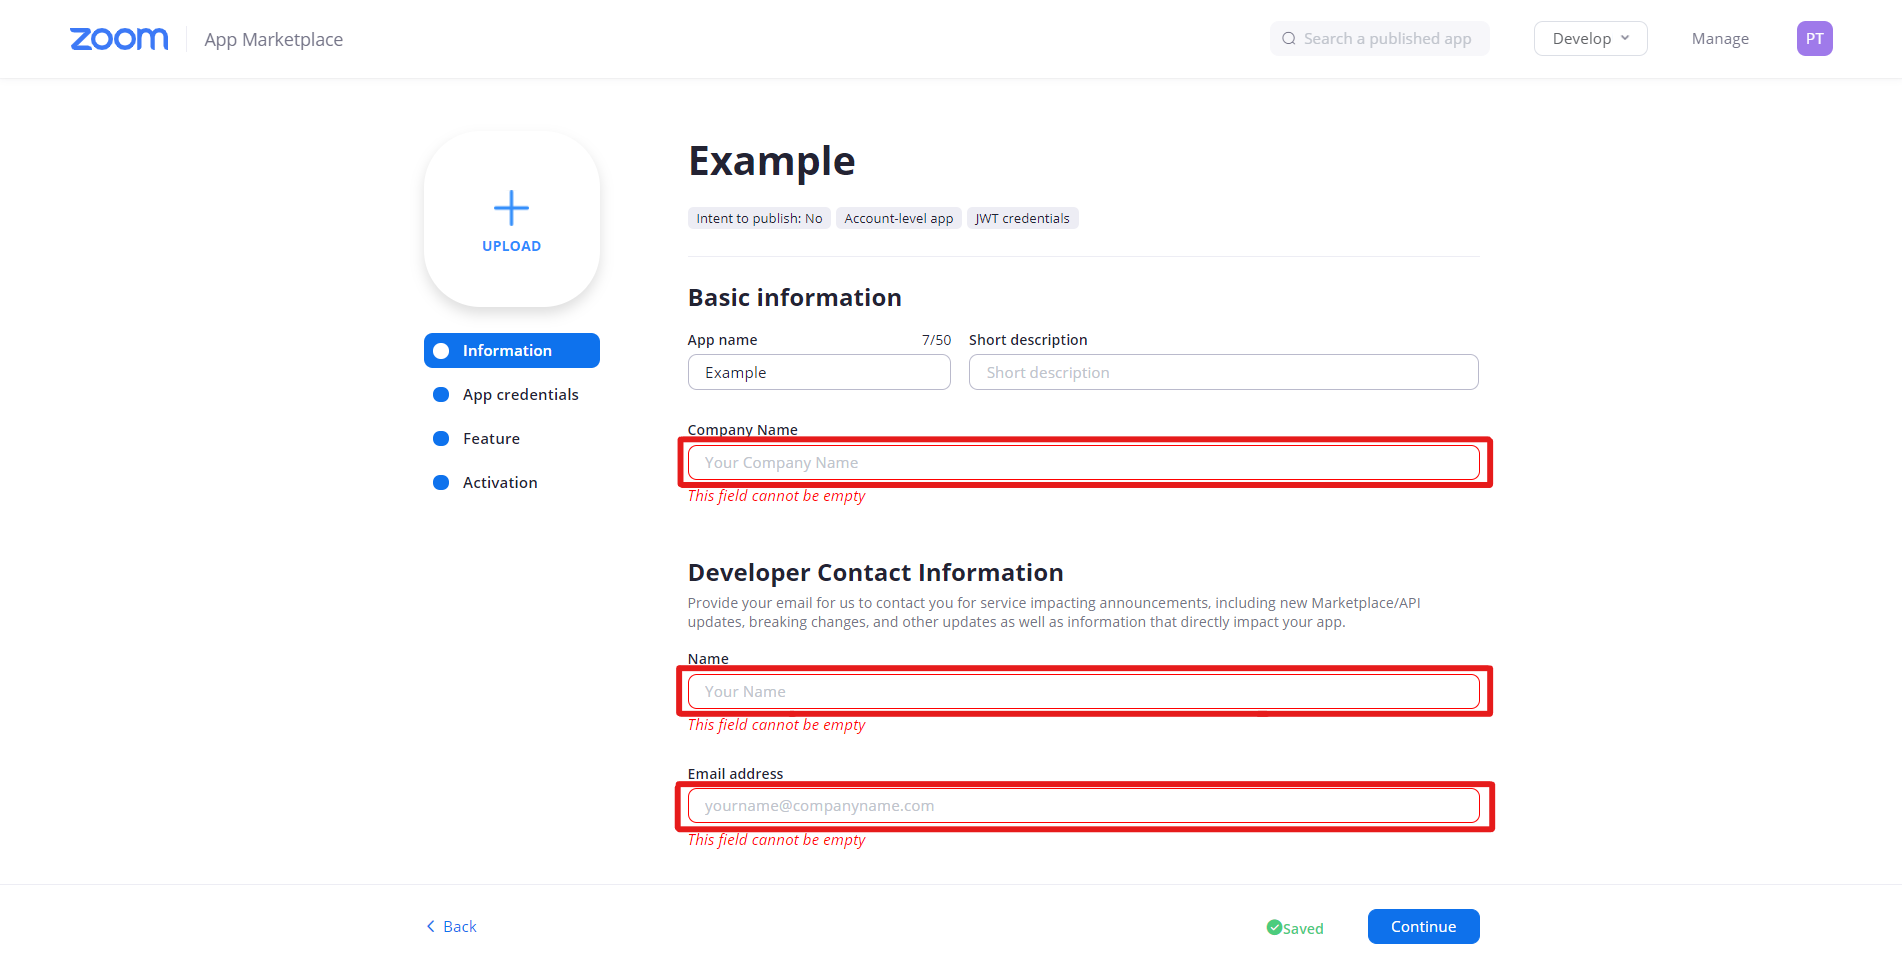 zoom App Marketplace
Search a published app
Develop
Manage
PT
UPLOAD
Information
App credentials
Feature
Activation
Example
Intent to publish: No
Account-level app
JWT credentials
Basic information
App name 7/50
Example
Short description
Short description
Company Name
Your Company Name
This field cannot be empty
Developer Contact Information
Provide your email for us to contact you for service impacting announcements, including new Marketplace/API
updates, breaking changes, and other updates as well as information that directly impact your app.
Name
Your Name
This field cannot be empty
Email address
yourname@companyname.com
This field cannot be empty
Back
Saved
Continue